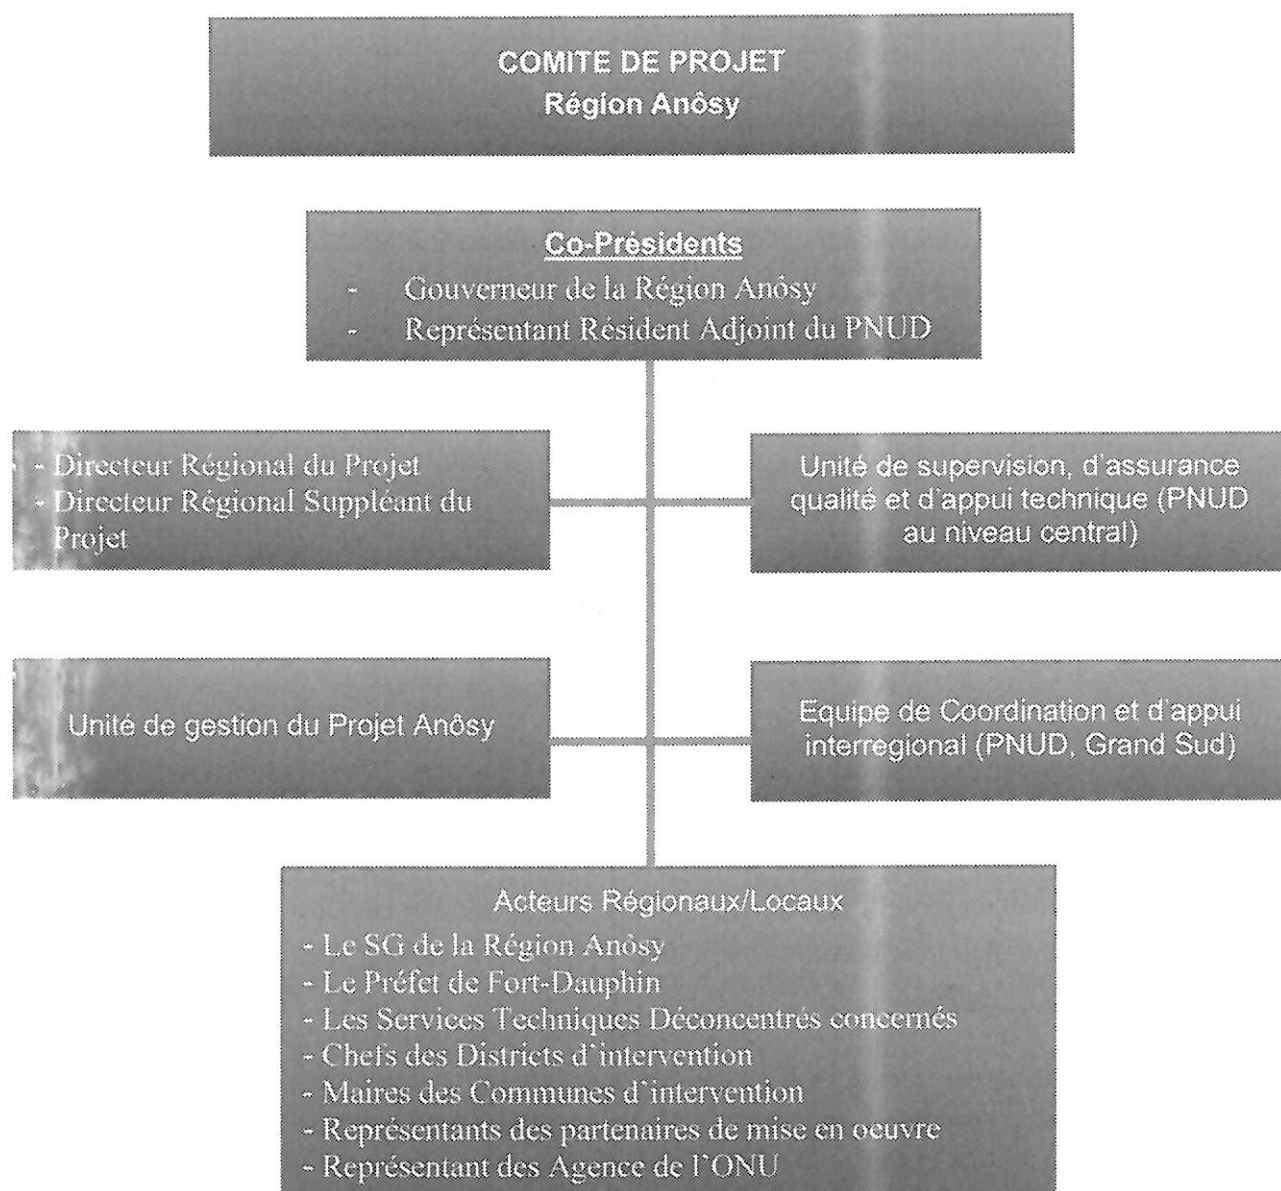 COMITE DE PROJET
Région Anôsy
Co-Présidents
- Gouverneur de la Région Anôsy
- Représentant Résident Adjoint du PNUD
- Directeur Régional du Projet
- Directeur Régional Suppléant du
Projet
Unité de supervision, d'assurance
qualité et d'appui technique (PNUD
au niveau central)
Unité de gestion du Projet Anôsy
Equipe de Coordination et d'appui
interregional (PNUD, Grand Sud)
Acteurs Régionaux/Locaux
- Le SG de la Région Anôsy
- Le Préfet de Fort-Dauphin
- Les Services Techniques Déconcentrés concernés
- Chefs des Districts d'intervention
- Maires des Communes d'intervention
- Représentants des partenaires de mise en oeuvre
- Représentant des Agence de l'ONU